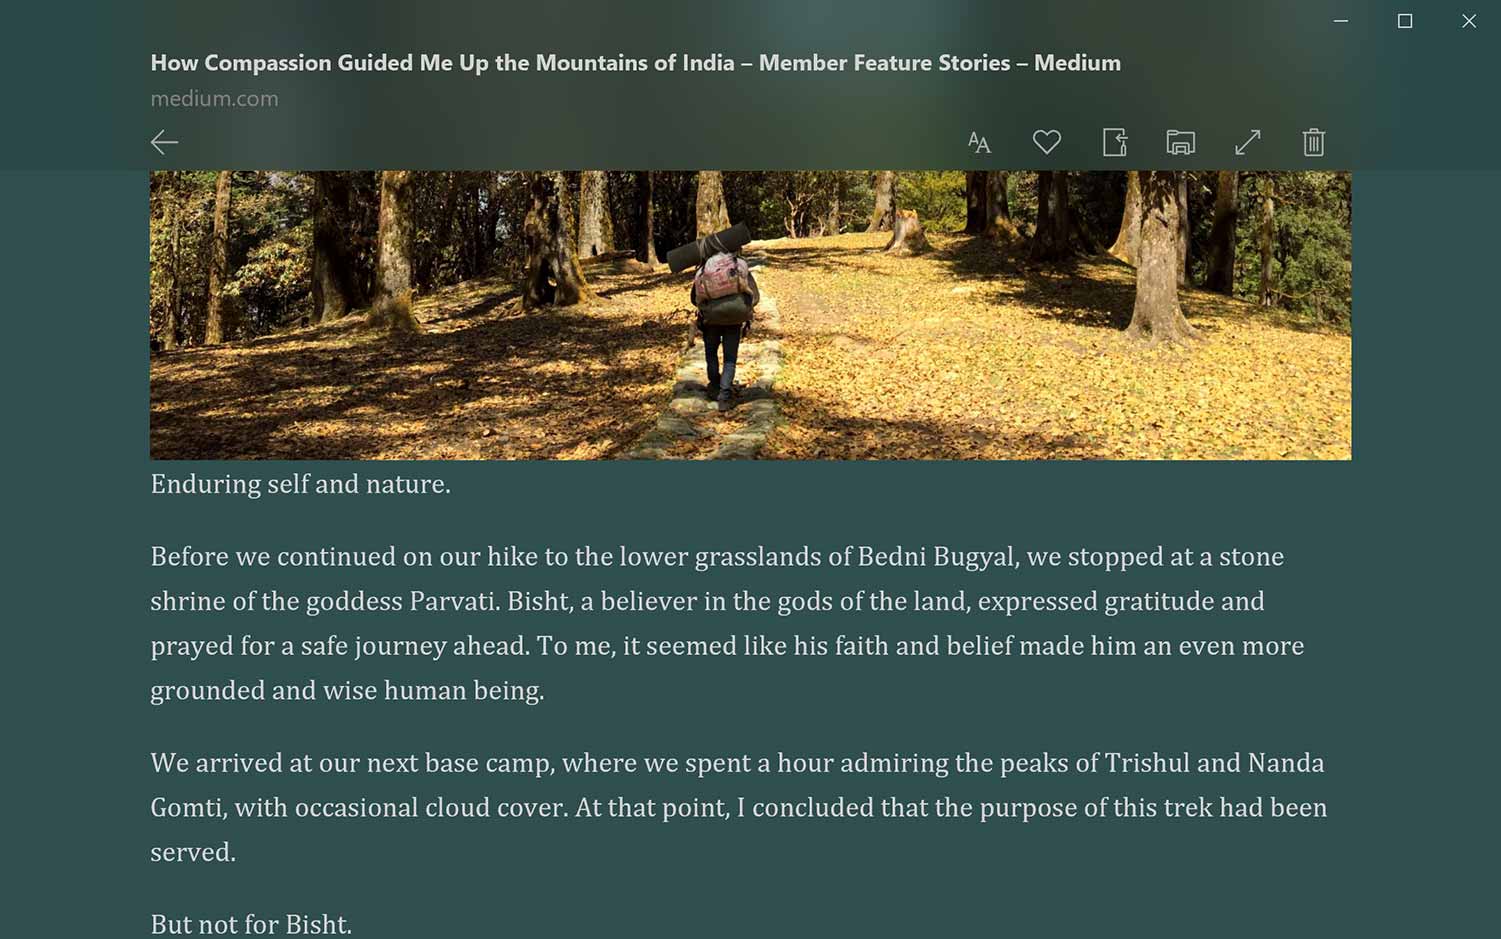 How Compassion Guided Me Up the Mountains of India – Member Feature Stories – Medium
medium.com
AA
Enduring self and nature.
Before we continued on our hike to the lower grasslands of Bedni Bugyal, we stopped at a stone
shrine of the goddess Parvati. Bisht, a believer in the gods of the land, expressed gratitude and
prayed for a safe journey ahead. To me, it seemed like his faith and belief made him an even more
grounded and wise human being.
We arrived at our next base camp, where we spent a hour admiring the peaks of Trishul and Nanda
Gomti, with occasional cloud cover. At that point, I concluded that the purpose of this trek had been
served.
But not for Bisht.